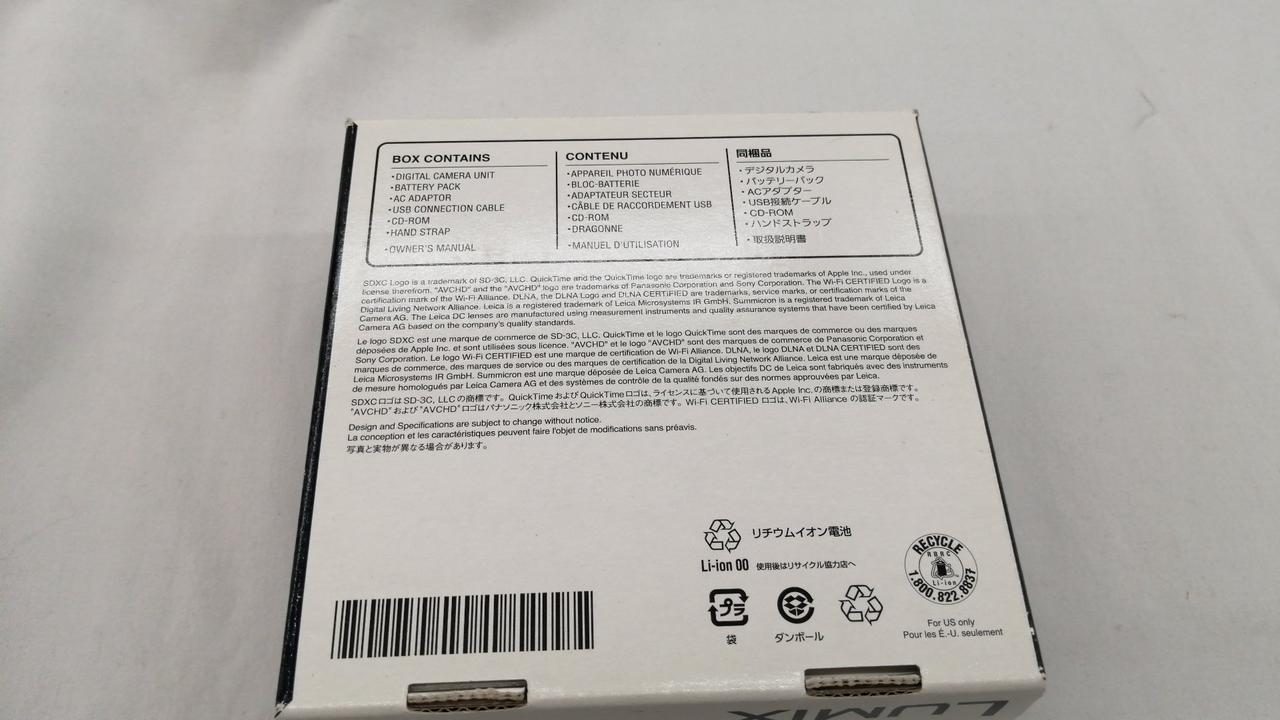 BOX CONTAINS
•DIGITAL CAMERA UNIT
•BATTERY PACK
•AC ADAPTOR
•USB CONNECTION CABLE
•CD-ROM
•HAND STRAP
•OWNER'S MANUAL
CONTENU
•APPAREIL PHOTO NUMÉRIQUE
•BLOC-BATTERIE
•ADAPTATEUR SECTEUR
•CÂBLE DE RACCORDEMENT USB
•CD-ROM
•DRAGONNE
•MANUEL D'UTILISATION
同梱品
•デジタルカメラ
•バッテリーパック
•ACアダプター
•USB接続ケーブル
•CD-ROM
•ハンドストラップ
•取扱説明書
SDXC Logo is a trademark of SD-3C, LLC. QuickTime and the QuickTime logo are trademarks or registered trademarks of Apple Inc., used under
license therefrom. "AVCHD" and the "AVCHD" logo are trademarks of Panasonic Corporation and Sony Corporation. The Wi-Fi CERTIFIED Logo is a
certification mark of the Wi-Fi Alliance. DLNA, the DLNA Logo and DLNA CERTIFIED are trademarks, service marks, or certification marks of the
Digital Living Network Alliance. Leica is a registered trademark of Leica Microsystems IR GmbH. Summicron is a registered trademark of Leica
Camera AG. The Leica DC lenses are manufactured using measurement instruments and quality assurance systems that have been certified by Leica
Camera AG based on the company's quality standards.
Le logo SDXC est une marque de commerce de SD-3C, LLC. QuickTime et le logo QuickTime sont des marques de commerce ou des marques
déposées de Apple Inc. et sont utilisées sous licence. "AVCHD" et le logo "AVCHD" sont des marques de commerce de Panasonic Corporation et
Sony Corporation. Le logo Wi-Fi CERTIFIED est une marque de certification de Wi-Fi Alliance. DLNA, le logo DLNA et DLNA CERTIFIED sont des
marques de commerce, des marques de service ou des marques de certification de la Digital Living Network Alliance. Leica est une marque déposée de
Leica Microsystems IR GmbH. Summicron est une marque déposée de Leica Camera AG. Les objectifs DC de Leica sont fabriqués avec des instruments
de mesure homologués par Leica Camera AG et des systèmes de contrôle de la qualité fondés sur des normes approuvées par Leica.
SDXCロゴはSD-3C, LLCの商標です。QuickTimeおよびQuickTimeロゴは、ライセンスに基づいて使用されるApple Inc.の商標または登録商標です。
"AVCHD"および"AVCHD"ロゴはパナソニック株式会社とソニー株式会社の商標です。Wi-Fi CERTIFIED ロゴは、Wi-Fi Alliance の認証マークです。
Design and Specifications are subject to change without notice.
La conception et les caractéristiques peuvent faire l'objet de modifications sans préavis.
写真と実物が異なる場合があります。
リチウムイオン電池
Li-ion 00 使用後はリサイクル協力店へ
プラ
袋
ダンボール
RECYCLE
RBRC
Li-ion
1.800.822.8837
For US only
Pour les É.-U. seulement
LUMIX